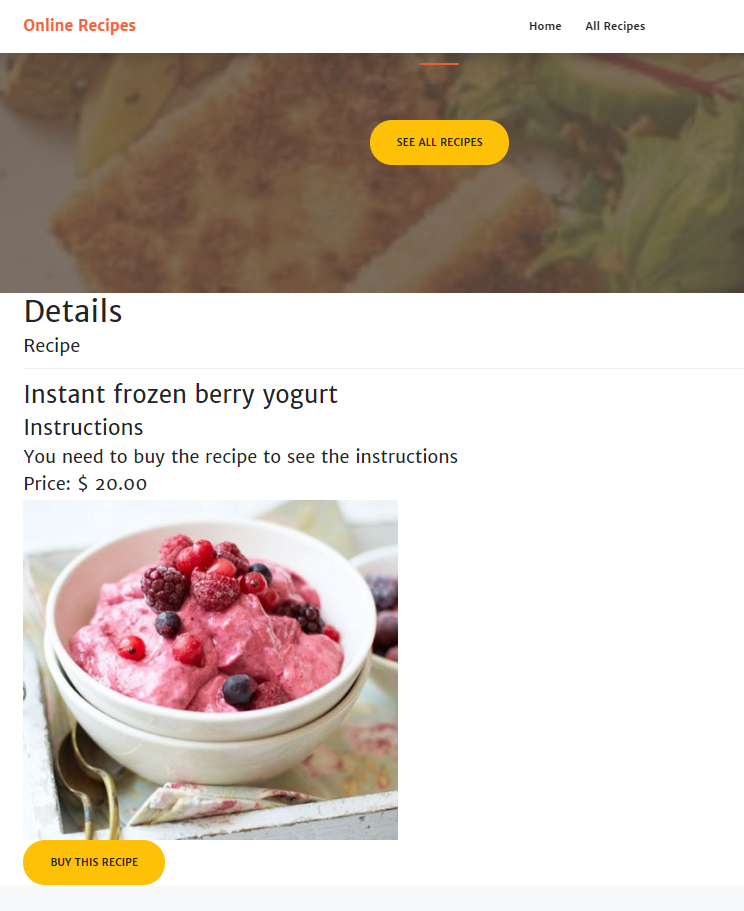 Online Recipes
Home All Recipes
SEE ALL RECIPES
Details
Recipe
Instant frozen berry yogurt
Instructions
You need to buy the recipe to see the instructions
Price: $ 20.00
BUY THIS RECIPE